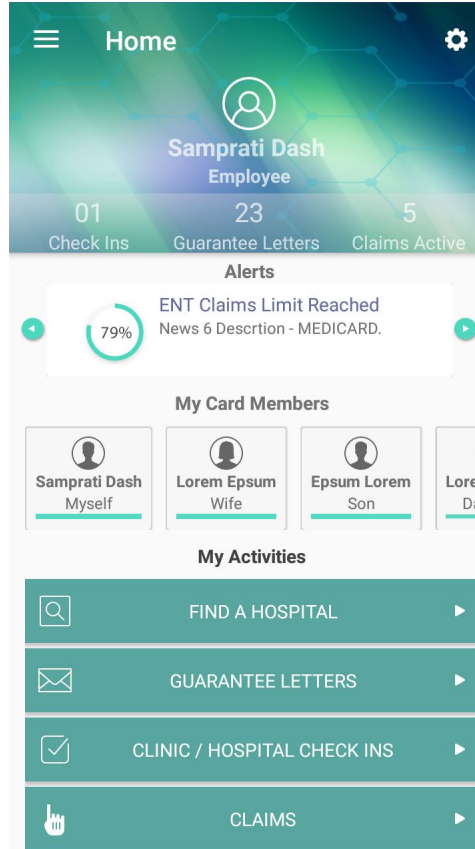 Home
Samprati Dash
Employee
01 23 5
Check Ins Guarantee Letters Claims Active
Alerts
79%
ENT Claims Limit Reached
News 6 Descrtion - MEDICARD.
My Card Members
Samprati Dash Lorem Epsum Epsum Lorem Lore
Myself Wife Son Da
My Activities
FIND A HOSPITAL
GUARANTEE LETTERS
CLINIC / HOSPITAL CHECK INS
CLAIMS